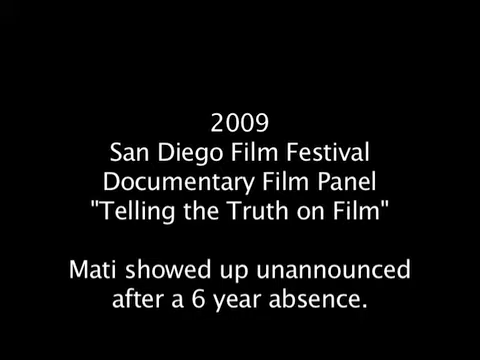 2009
San Diego Film Festival
Documentary Film Panel
"Telling the Truth on Film"
Mati showed up unannounced
after a 6 year absence.